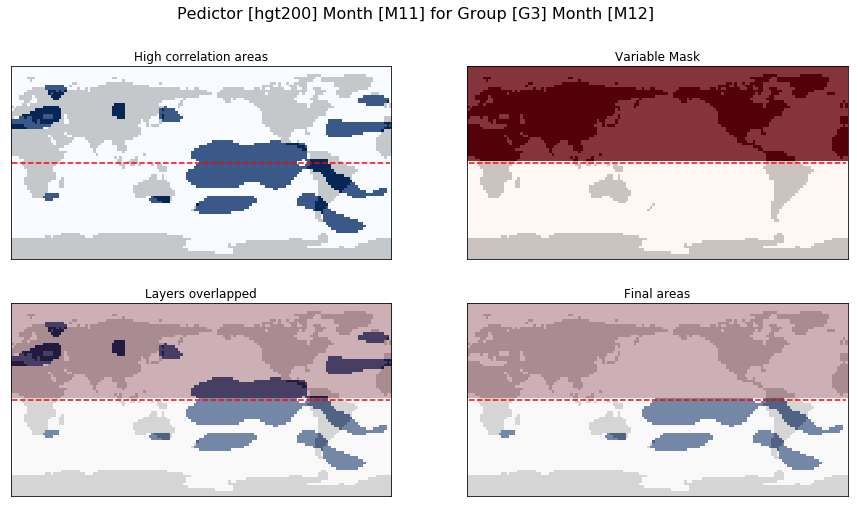 Pedictor [hgt200] Month [M11] for Group [G3] Month [M12]
High correlation areas
Variable Mask
Layers overlapped
Final areas